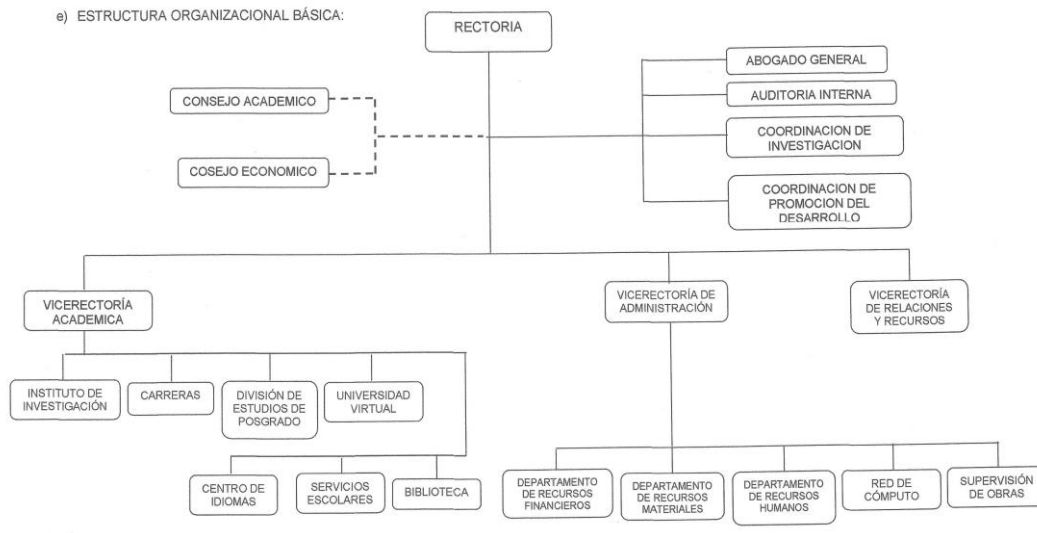 e) ESTRUCTURA ORGANIZACIONAL BÁSICA:
RECTORIA
ABOGADO GENERAL
AUDITORIA INTERNA
COORDINACION DE
INVESTIGACION
COORDINACION DE
PROMOCION DEL
DESARROLLO
CONSEJO ACADEMICO
COSEJO ECONOMICO
VICERECTORÍA
ACADEMICA
VICERECTORÍA DE
ADMINISTRACIÓN
VICERECTORÍA
DE RELACIONES
Y RECURSOS
INSTITUTO DE
INVESTIGACIÓN
CARRERAS
DIVISIÓN DE
ESTUDIOS DE
POSGRADO
UNIVERSIDAD
VIRTUAL
CENTRO DE
IDIOMAS
SERVICIOS
ESCOLARES
BIBLIOTECA
DEPARTAMENTO
DE RECURSOS
FINANCIEROS
DEPARTAMENTO
DE RECURSOS
MATERIALES
DEPARTAMENTO
DE RECURSOS
HUMANOS
RED DE
CÓMPUTO
SUPERVISIÓN
DE OBRAS